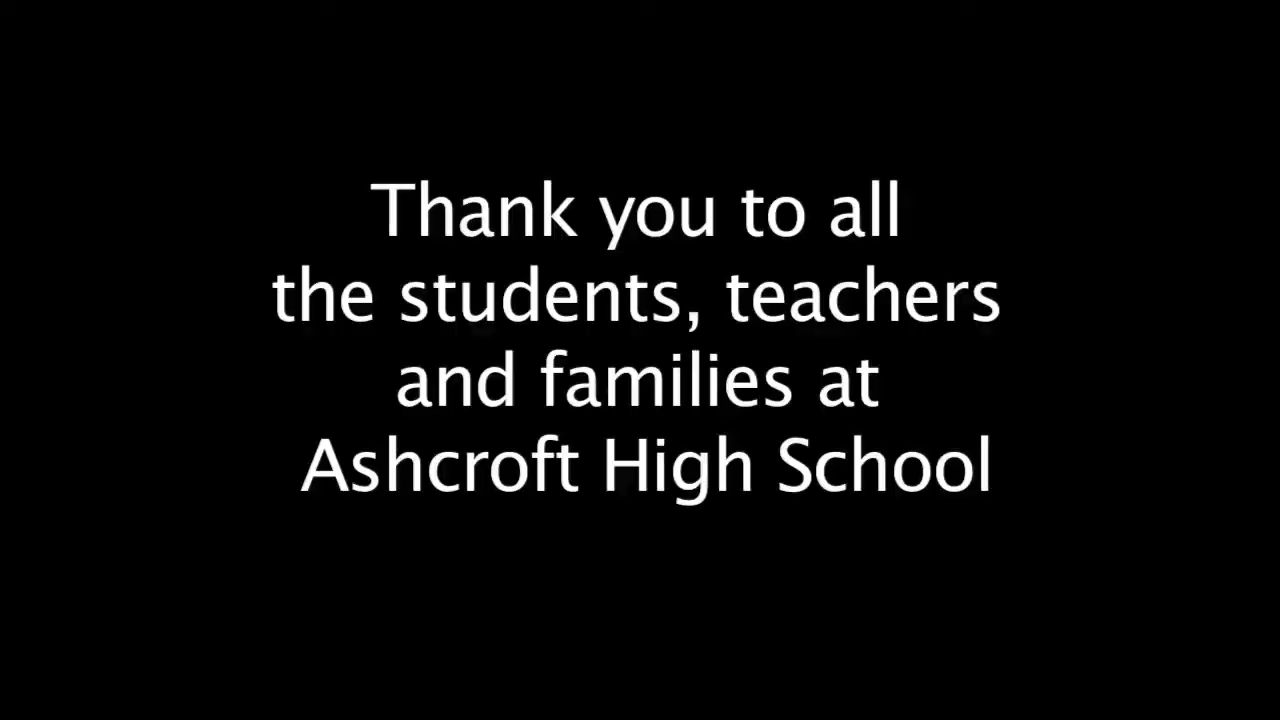 Thank you to all
the students, teachers
and families at
Ashcroft High School